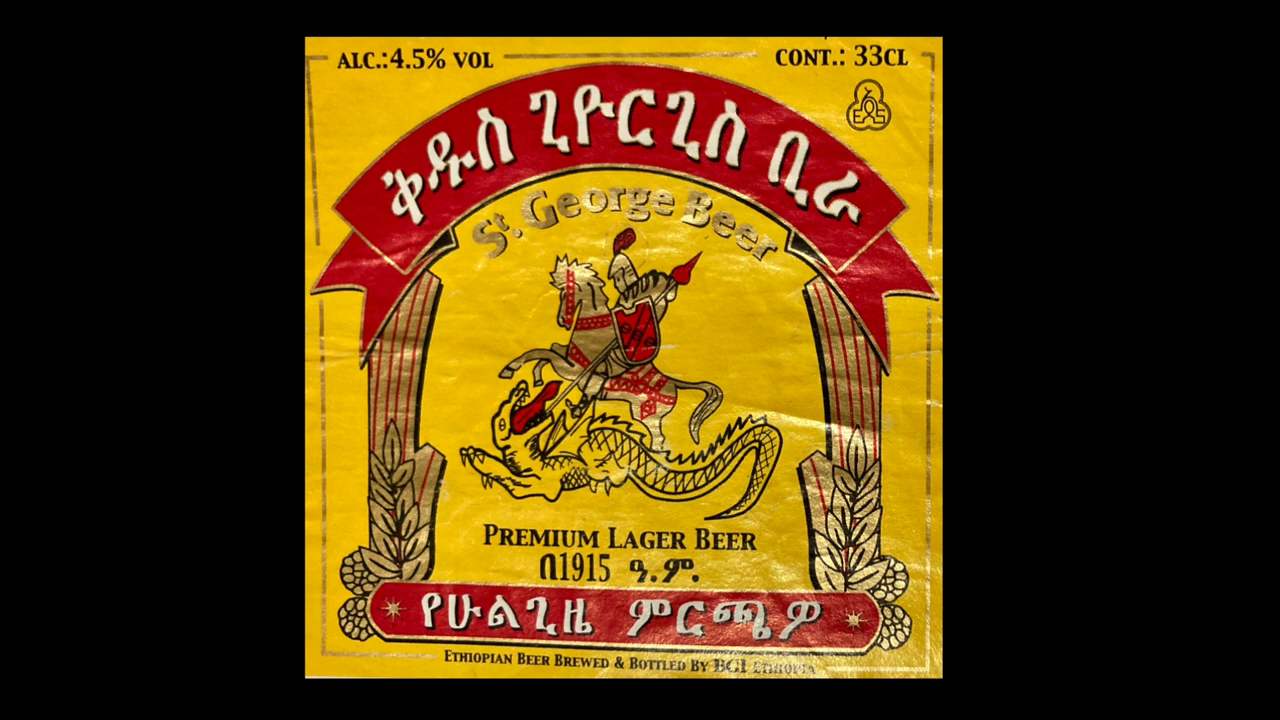 ALC.:4.5% VOL
CONT.: 33CL
ቅዱስ ጊዮርጊስ ቢራ
St. George Beer
PREMIUM LAGER BEER
በ1915 ዓ.ም.
የሁልጊዜ ምርጫዎ
ETHIOPIAN BEER BREWED & BOTTLED BY BGI ETHIOPIA